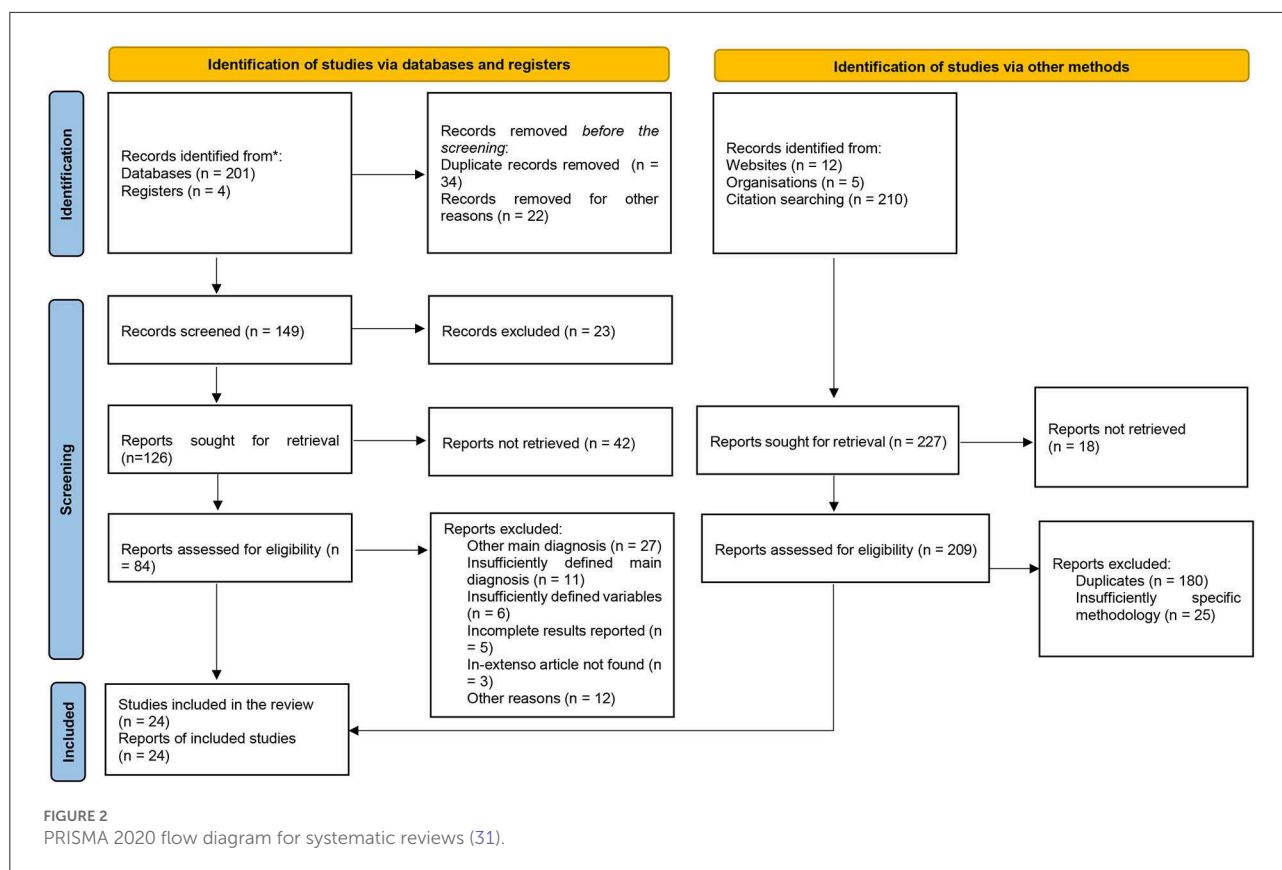 Identification of studies via databases and registers
Identification of studies via other methods
Identification
Records identified from*:
Databases (n = 201)
Registers (n = 4)
Records removed before the
screening:
Duplicate records removed (n =
34)
Records removed for other
reasons (n = 22)
Records identified from:
Websites (n = 12)
Organisations (n = 5)
Citation searching (n = 210)
Screening
Records screened (n = 149)
Records excluded (n = 23)
Reports sought for retrieval
(n=126)
Reports not retrieved (n = 42)
Reports sought for retrieval (n = 227)
Reports not retrieved
(n = 18)
Reports assessed for eligibility (n
= 84)
Reports excluded:
Other main diagnosis (n = 27)
Insufficiently defined main
diagnosis (n = 11)
Insufficiently defined variables
(n = 6)
Incomplete results reported (n
= 5)
In-extenso article not found (n
= 3)
Other reasons (n = 12)
Reports assessed for eligibility (n = 209)
Reports excluded:
Duplicates (n = 180)
Insufficiently specific
methodology (n = 25)
Included
Studies included in the review
(n = 24)
Reports of included studies
(n = 24)
FIGURE 2
PRISMA 2020 flow diagram for systematic reviews (31).